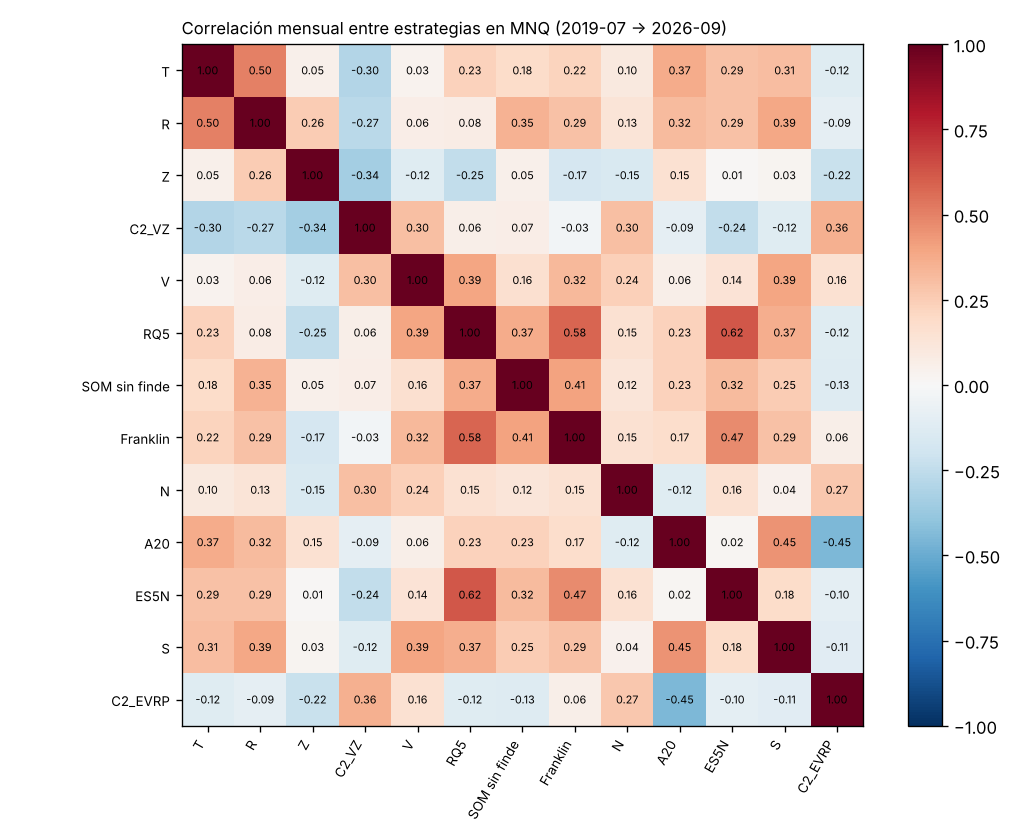 Correlación mensual entre estrategias en MNQ (2019-07 → 2026-09)
T 1.00 0.50 0.05 -0.30 0.03 0.23 0.18 0.22 0.10 0.37 0.29 0.31 -0.12
R 0.50 1.00 0.26 -0.27 0.06 0.08 0.35 0.29 0.13 0.32 0.29 0.39 -0.09
Z 0.05 0.26 1.00 -0.34 -0.12 -0.25 0.05 -0.17 -0.15 0.15 0.01 0.03 -0.22
C2_VZ -0.30 -0.27 -0.34 1.00 0.30 0.06 0.07 -0.03 0.30 -0.09 -0.24 -0.12 0.36
V 0.03 0.06 -0.12 0.30 1.00 0.39 0.16 0.32 0.24 0.06 0.14 0.39 0.16
RQ5 0.23 0.08 -0.25 0.06 0.39 1.00 0.37 0.58 0.15 0.23 0.62 0.37 -0.12
SOM sin finde 0.18 0.35 0.05 0.07 0.16 0.37 1.00 0.41 0.12 0.23 0.32 0.25 -0.13
Franklin 0.22 0.29 -0.17 -0.03 0.32 0.58 0.41 1.00 0.15 0.17 0.47 0.29 0.06
N 0.10 0.13 -0.15 0.30 0.24 0.15 0.12 0.15 1.00 -0.12 0.16 0.04 0.27
A20 0.37 0.32 0.15 -0.09 0.06 0.23 0.23 0.17 -0.12 1.00 0.02 0.45 -0.45
ES5N 0.29 0.29 0.01 -0.24 0.14 0.62 0.32 0.47 0.16 0.02 1.00 0.18 -0.10
S 0.31 0.39 0.03 -0.12 0.39 0.37 0.25 0.29 0.04 0.45 0.18 1.00 -0.11
C2_EVRP -0.12 -0.09 -0.22 0.36 0.16 -0.12 -0.13 0.06 0.27 -0.45 -0.10 -0.11 1.00
T R Z C2_VZ V RQ5 SOM sin finde Franklin N A20 ES5N S C2_EVRP
1.00
0.75
0.50
0.25
0.00
−0.25
−0.50
−0.75
−1.00